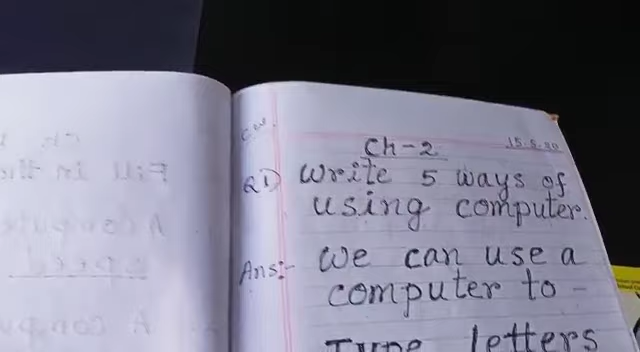 C.W.
Ch-2
15.5.20
Q1) Write 5 ways of
using computer.
Ans:- We can use a
computer to -
Type letters